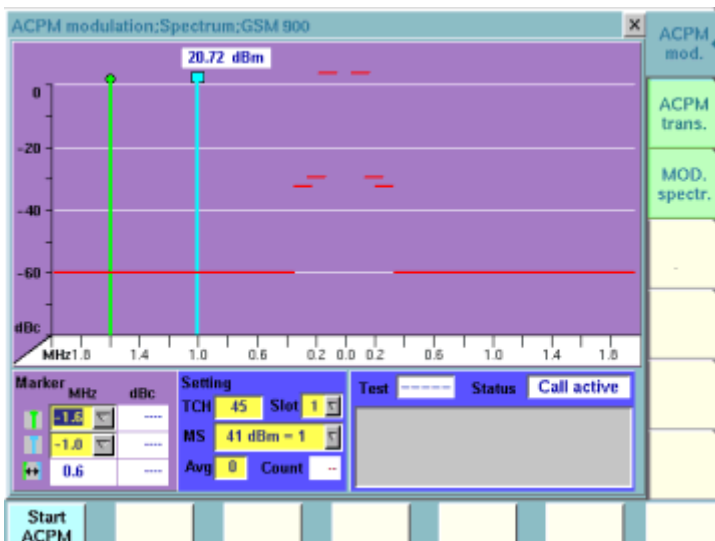 ACPM modulation;Spectrum;GSM 900
ACPM mod.
20.72 dBm
0
-20
-40
-60
dBc
MHz 1.8 1.4 1.0 0.6 0.2 0.0 0.2 0.6 1.0 1.4 1.8
ACPM trans.
MOD. spectr.
Marker MHz dBc
-1.6 ----
-1.0 ----
0.6 ----
Setting
TCH 45 Slot 1
MS 41 dBm = 1
Avg 0 Count --
Test ----- Status Call active
Start ACPM